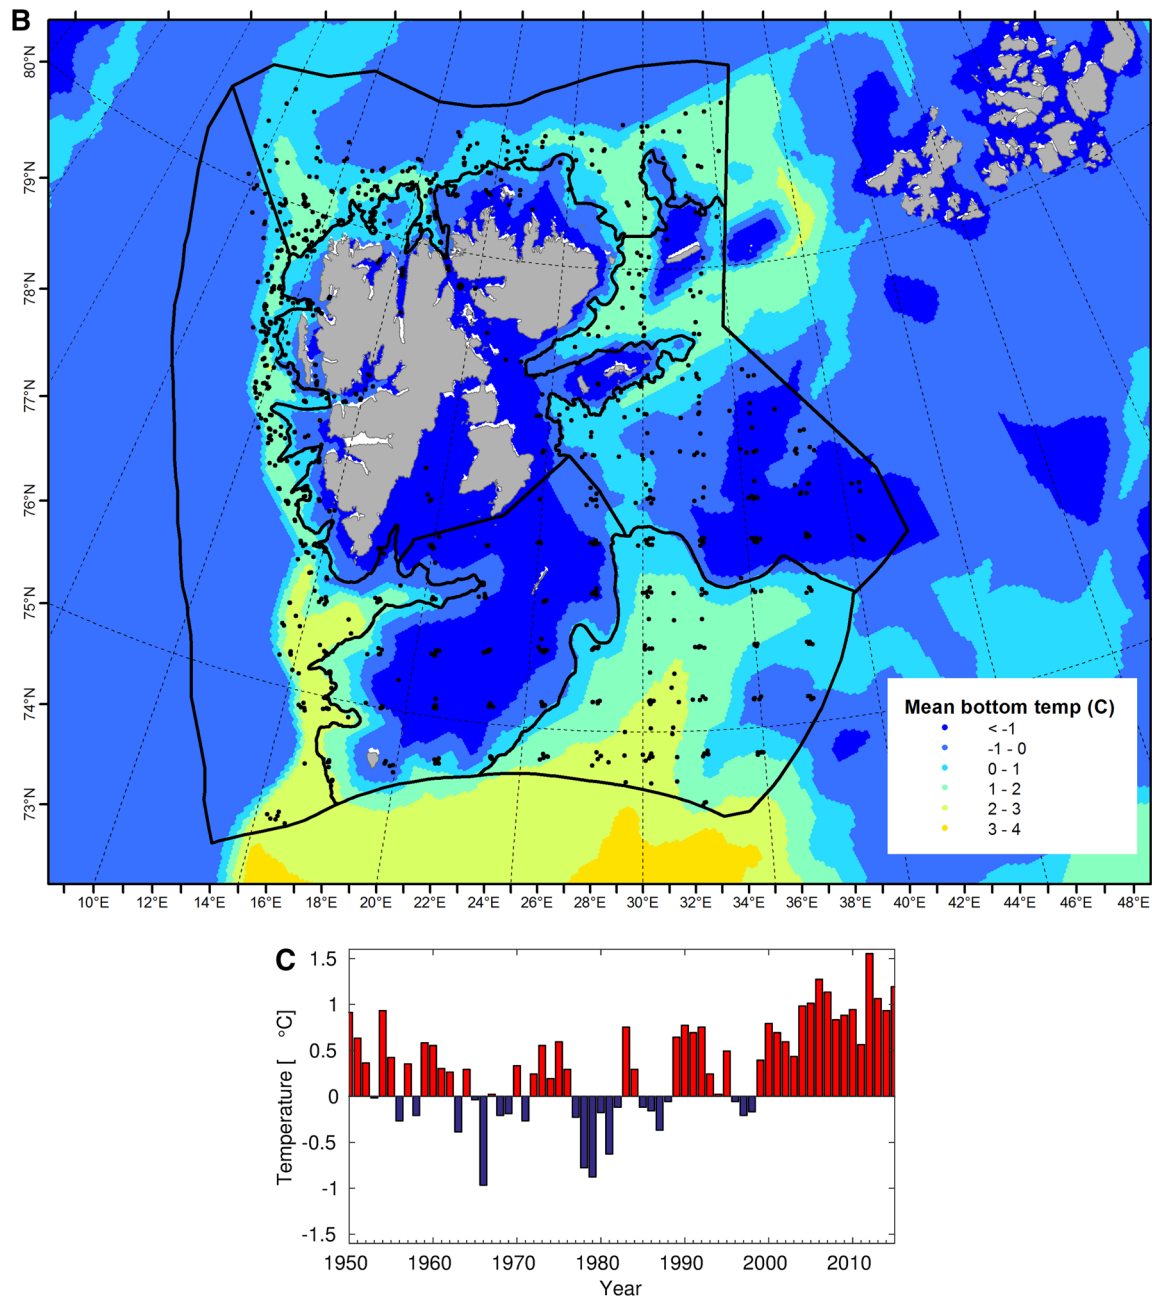 B
80°N
79°N
78°N
77°N
76°N
75°N
74°N
73°N
Mean bottom temp (C)
< -1
-1 - 0
0 - 1
1 - 2
2 - 3
3 - 4
10°E 12°E 14°E 16°E 20°E 22°E 24°E 26°E 28°E 30°E 32°E 34°E 36°E 38°E 40°E 42°E 44°E 46°E 48°E
C
1.5
1
0.5
0
-0.5
-1
-1.5
Temperature [ °C]
1950 1960 1970 1980 1990 2000 2010
Year